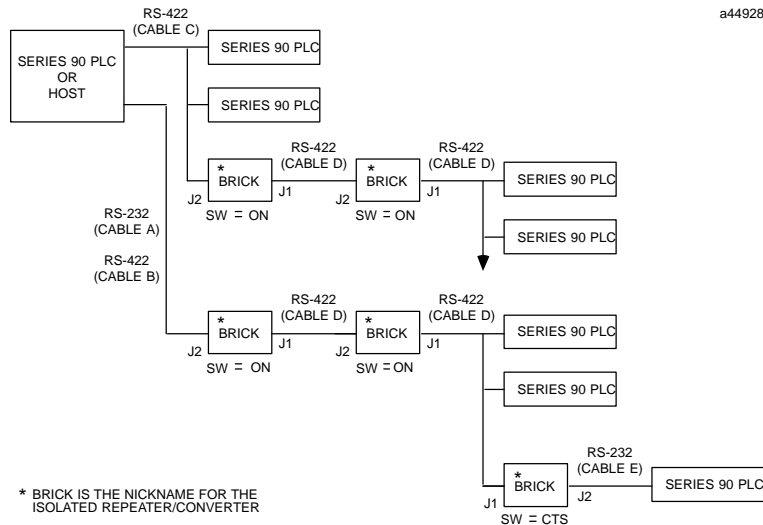 a44928
RS-422
(CABLE C)
SERIES 90 PLC
OR
HOST
SERIES 90 PLC
SERIES 90 PLC
RS-422
(CABLE D)
RS-422
(CABLE D)
* BRICK
J2
J1
SW = ON
* BRICK
J2
J1
SW = ON
SERIES 90 PLC
SERIES 90 PLC
RS-232
(CABLE A)
RS-422
(CABLE B)
RS-422
(CABLE D)
RS-422
(CABLE D)
* BRICK
J2
J1
SW = ON
* BRICK
J2
J1
SW = ON
SERIES 90 PLC
SERIES 90 PLC
RS-232
(CABLE E)
* BRICK
J1
J2
SW = CTS
SERIES 90 PLC
* BRICK IS THE NICKNAME FOR THE
ISOLATED REPEATER/CONVERTER